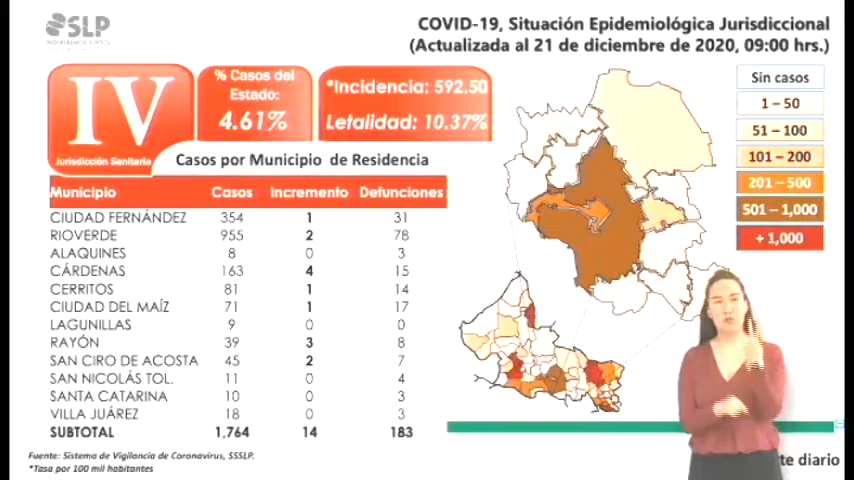 SLP
COVID-19, Situación Epidemiológica Jurisdiccional
(Actualizada al 21 de diciembre de 2020, 09:00 hrs.)
IV
Jurisdicción Sanitaria
% Casos del
Estado:
4.61%
*Incidencia: 592.50
Letalidad: 10.37%
Casos por Municipio de Residencia
Municipio Casos Incremento Defunciones
CIUDAD FERNÁNDEZ 354 1 31
RIOVERDE 955 2 78
ALAQUINES 8 0 3
CÁRDENAS 163 4 15
CERRITOS 81 1 14
CIUDAD DEL MAÍZ 71 1 17
LAGUNILLAS 9 0 0
RAYÓN 39 3 8
SAN CIRO DE ACOSTA 45 2 7
SAN NICOLÁS TOL. 11 0 4
SANTA CATARINA 10 0 3
VILLA JUÁREZ 18 0 3
SUBTOTAL 1,764 14 183
Fuente: Sistema de Vigilancia de Coronavirus, SSSLP.
*Tasa por 100 mil habitantes
Sin casos
1 – 50
51 – 100
101 – 200
201 – 500
501 – 1,000
+ 1,000
te diario